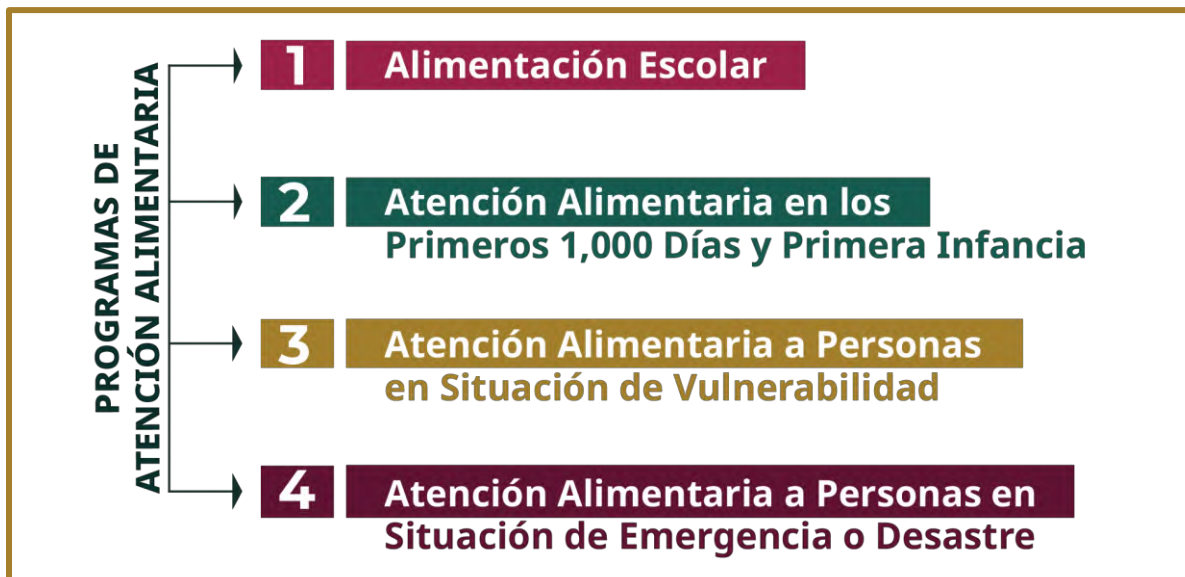 PROGRAMAS DE
ATENCIÓN ALIMENTARIA
1 Alimentación Escolar
2 Atención Alimentaria en los
Primeros 1,000 Días y Primera Infancia
3 Atención Alimentaria a Personas
en Situación de Vulnerabilidad
4 Atención Alimentaria a Personas en
Situación de Emergencia o Desastre